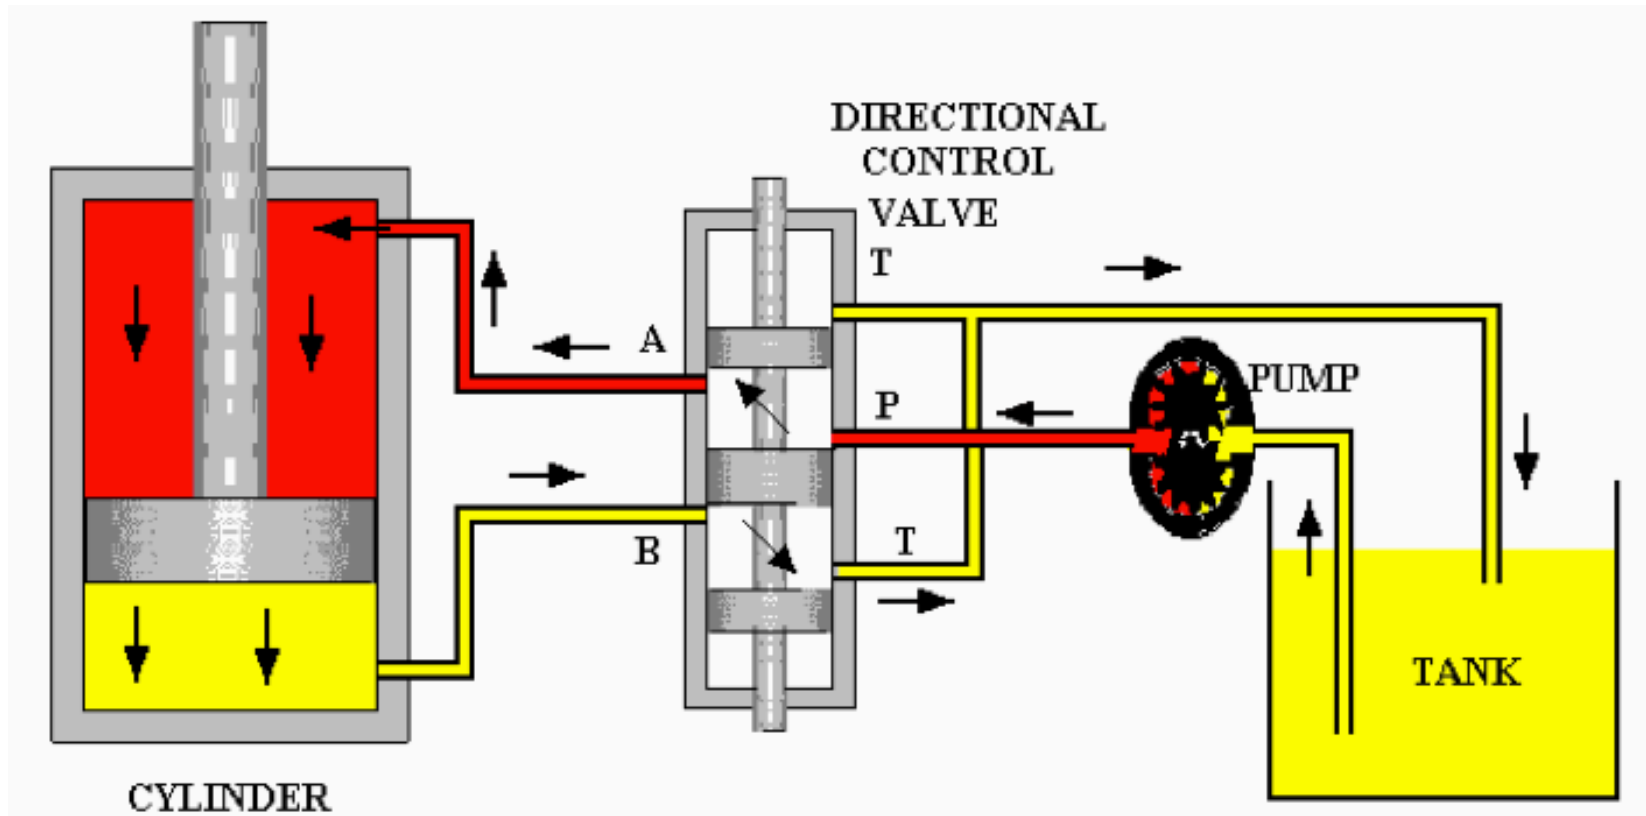 DIRECTIONAL
CONTROL
VALVE
T
A
P
PUMP
B
T
TANK
CYLINDER